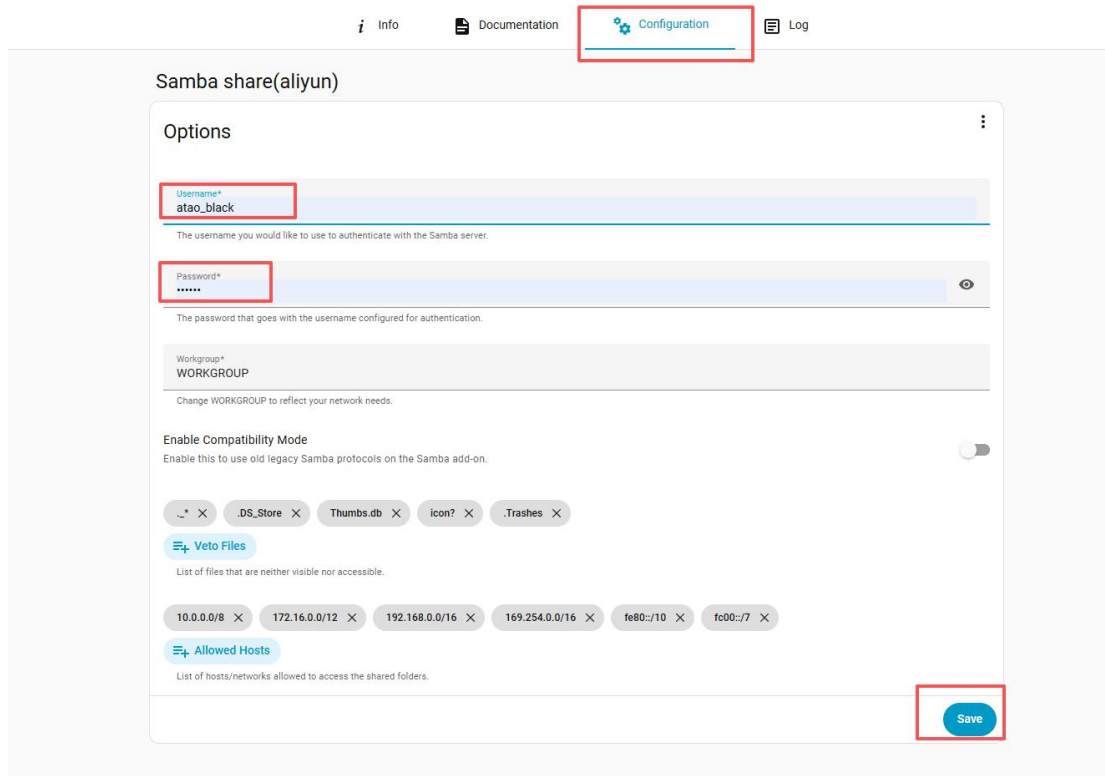 i Info Documentation Configuration Log
Samba share(aliyun)
Options
Username*
atao_black
The username you would like to use to authenticate with the Samba server.
Password*
••••••
The password that goes with the username configured for authentication.
Workgroup*
WORKGROUP
Change WORKGROUP to reflect your network needs.
Enable Compatibility Mode
Enable this to use old legacy Samba protocols on the Samba add-on.
._* .DS_Store Thumbs.db icon? .Trashes
Veto Files
List of files that are neither visible nor accessible.
10.0.0.0/8 172.16.0.0/12 192.168.0.0/16 169.254.0.0/16 fe80::/10 fc00::/7
Allowed Hosts
List of hosts/networks allowed to access the shared folders.
Save